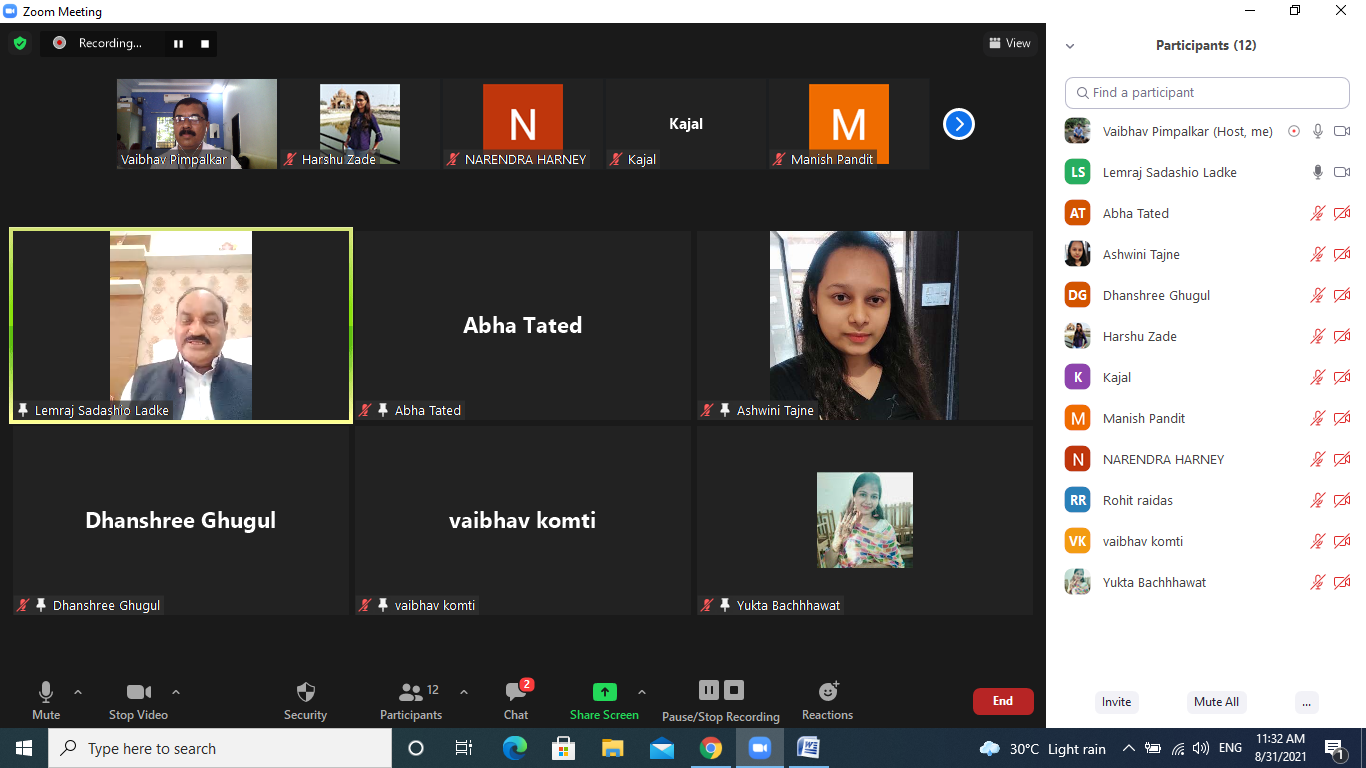 Zoom Meeting
Recording...
View
Participants (12)
Find a participant
Vaibhav Pimpalkar
Harshu Zade
N
NARENDRA HARNEY
Kajal
Kajal
M
Manish Pandit
Lemraj Sadashio Ladke
Abha Tated
Abha Tated
Ashwini Tajne
Dhanshree Ghugul
Dhanshree Ghugul
vaibhav komti
vaibhav komti
Yukta Bachhhawat
Vaibhav Pimpalkar (Host, me)
LS Lemraj Sadashio Ladke
AT Abha Tated
Ashwini Tajne
DG Dhanshree Ghugul
Harshu Zade
K Kajal
M Manish Pandit
N NARENDRA HARNEY
RR Rohit raidas
VK vaibhav komti
Yukta Bachhhawat
Invite Mute All ...
Mute
Stop Video
Security
12
Participants
2
Chat
Share Screen
Pause/Stop Recording
Reactions
End
Type here to search
30°C Light rain
ENG
11:32 AM
8/31/2021
1